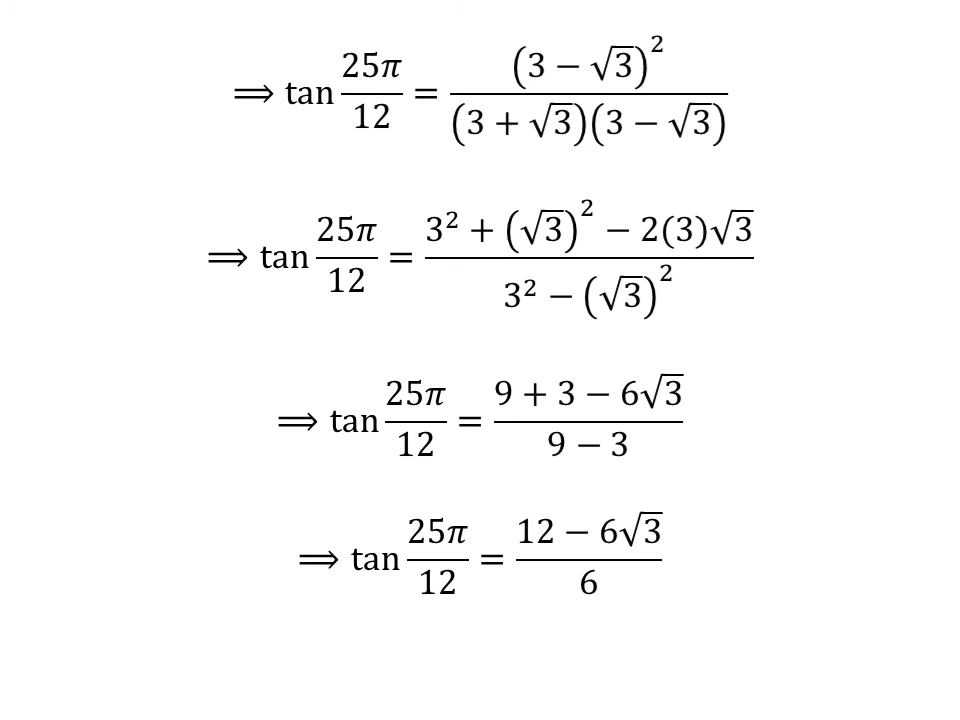 ⟹ tan 25π/12 = (3 − √3)² / (3 + √3)(3 − √3)
⟹ tan 25π/12 = 3² + (√3)² − 2(3)√3 / 3² − (√3)²
⟹ tan 25π/12 = 9 + 3 − 6√3 / 9 − 3
⟹ tan 25π/12 = 12 − 6√3 / 6